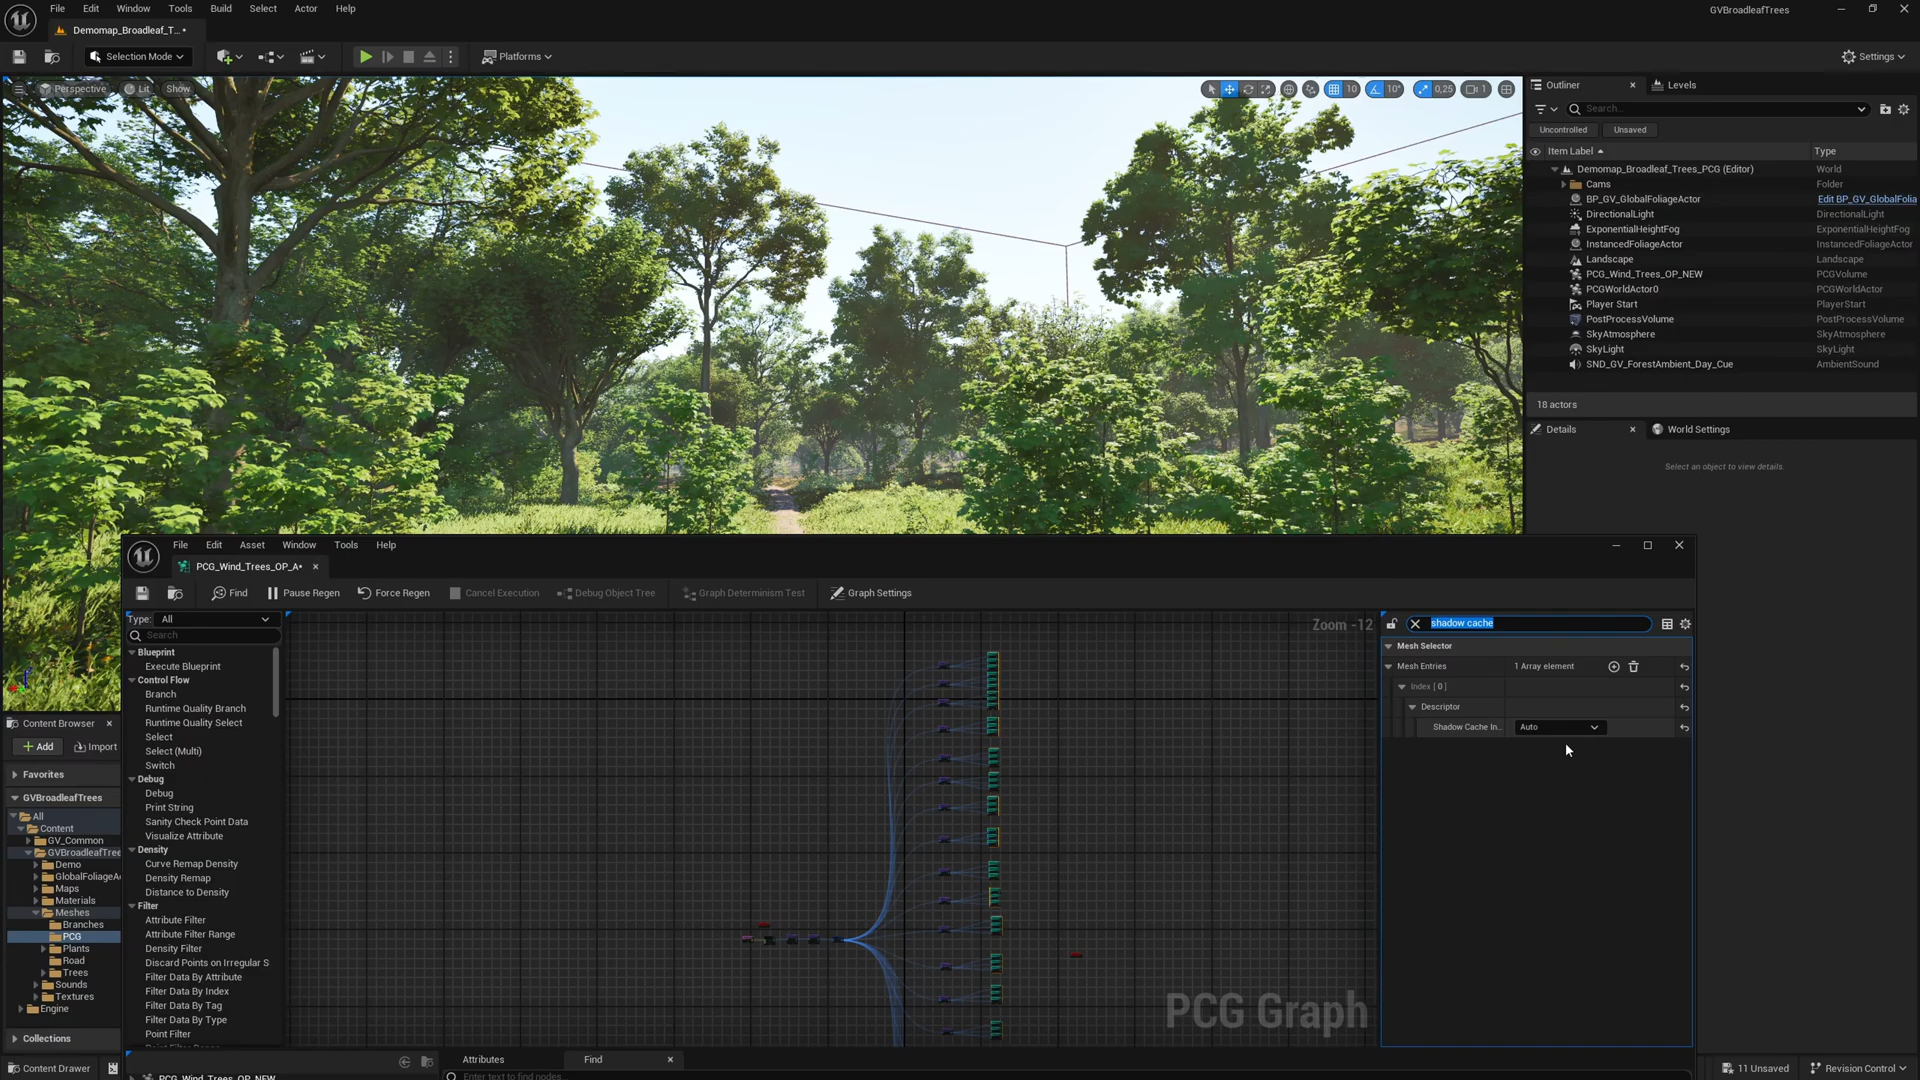 File Edit Window Tools Build Select Actor Help
GVBroadleafTrees
Demomap_Broadleaf_T...•
Selection Mode
Platforms
Settings
Perspective Lit Show
10 10° 0,25 1
Outliner
Levels
Search...
Uncontrolled Unsaved
Item Label Type
Demomap_Broadleaf_Trees_PCG (Editor) World
Cams Folder
BP_GV_GlobalFoliageActor Edit BP_GV_GlobalFolia
DirectionalLight DirectionalLight
ExponentialHeightFog ExponentialHeightFog
InstancedFoliageActor InstancedFoliageActor
Landscape Landscape
PCG_Wind_Trees_OP_NEW PCGVolume
PCGWorldActor0 PCGWorldActor
Player Start PlayerStart
PostProcessVolume PostProcessVolume
SkyAtmosphere SkyAtmosphere
SkyLight SkyLight
SND_GV_ForestAmbient_Day_Cue AmbientSound
18 actors
Details
World Settings
Select an object to view details.
File Edit Asset Window Tools Help
PCG_Wind_Trees_OP_A•
Find Pause Regen Force Regen Cancel Execution Debug Object Tree Graph Determinism Test Graph Settings
Type: All
Search
Blueprint
Execute Blueprint
Control Flow
Branch
Runtime Quality Branch
Runtime Quality Select
Select
Select (Multi)
Switch
Debug
Debug
Print String
Sanity Check Point Data
Visualize Attribute
Density
Curve Remap Density
Density Remap
Distance to Density
Filter
Attribute Filter
Attribute Filter Range
Density Filter
Discard Points on Irregular S
Filter Data By Attribute
Filter Data By Index
Filter Data By Tag
Filter Data By Type
Point Filter
Zoom -12
PCG Graph
shadow cache
Mesh Selector
Mesh Entries 1 Array element
Index [ 0 ]
Descriptor
Shadow Cache In... Auto
Content Browser
Add Import
Favorites
GVBroadleafTrees
All
Content
GV_Common
GVBroadleafTree
Demo
GlobalFoliageAc
Maps
Materials
Meshes
Branches
PCG
Plants
Road
Trees
Sounds
Textures
Engine
Collections
Attributes Find
PCG_Wind_Trees_OP_NEW
Enter text to find nodes...
Content Drawer
11 Unsaved
Revision Control